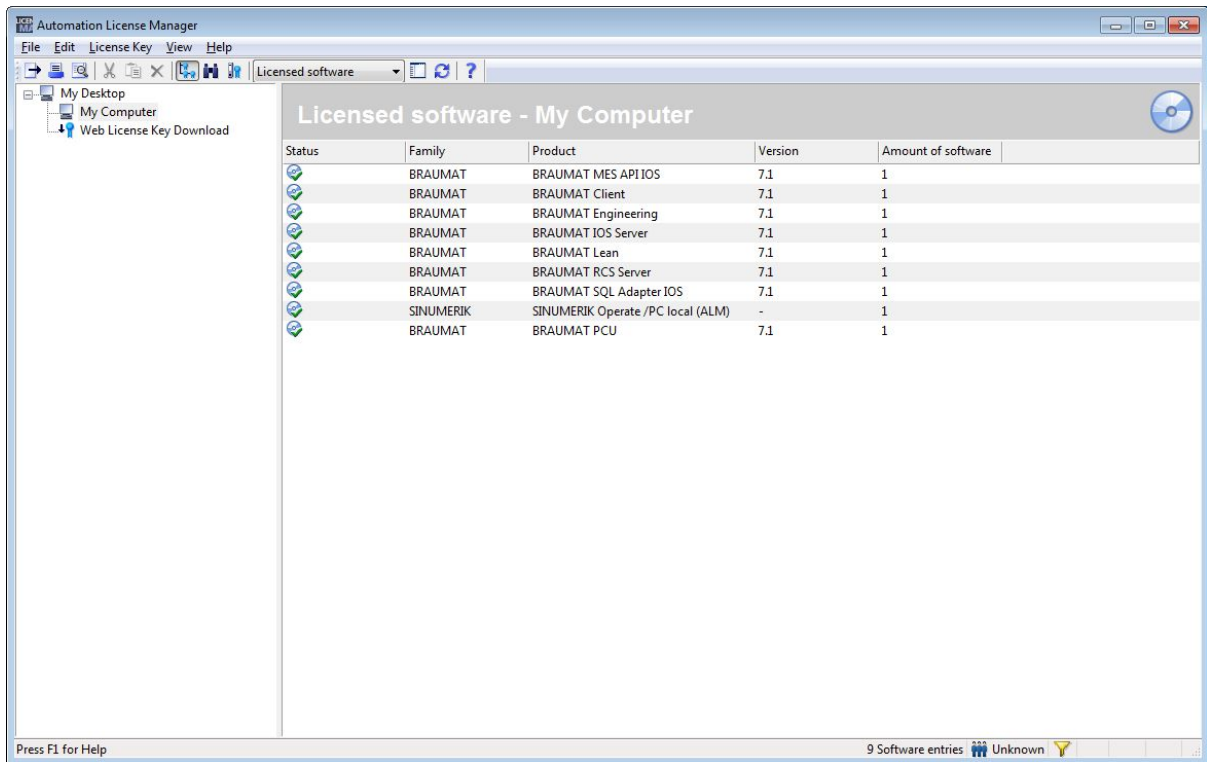 Automation License Manager
File Edit License Key View Help
Licensed software
My Desktop
My Computer
Web License Key Download
Licensed software - My Computer
Status Family Product Version Amount of software
BRAUMAT BRAUMAT MES API IOS 7.1 1
BRAUMAT BRAUMAT Client 7.1 1
BRAUMAT BRAUMAT Engineering 7.1 1
BRAUMAT BRAUMAT IOS Server 7.1 1
BRAUMAT BRAUMAT Lean 7.1 1
BRAUMAT BRAUMAT RCS Server 7.1 1
BRAUMAT BRAUMAT SQL Adapter IOS 7.1 1
SINUMERIK SINUMERIK Operate /PC local (ALM) - 1
BRAUMAT BRAUMAT PCU 7.1 1
Press F1 for Help 9 Software entries Unknown